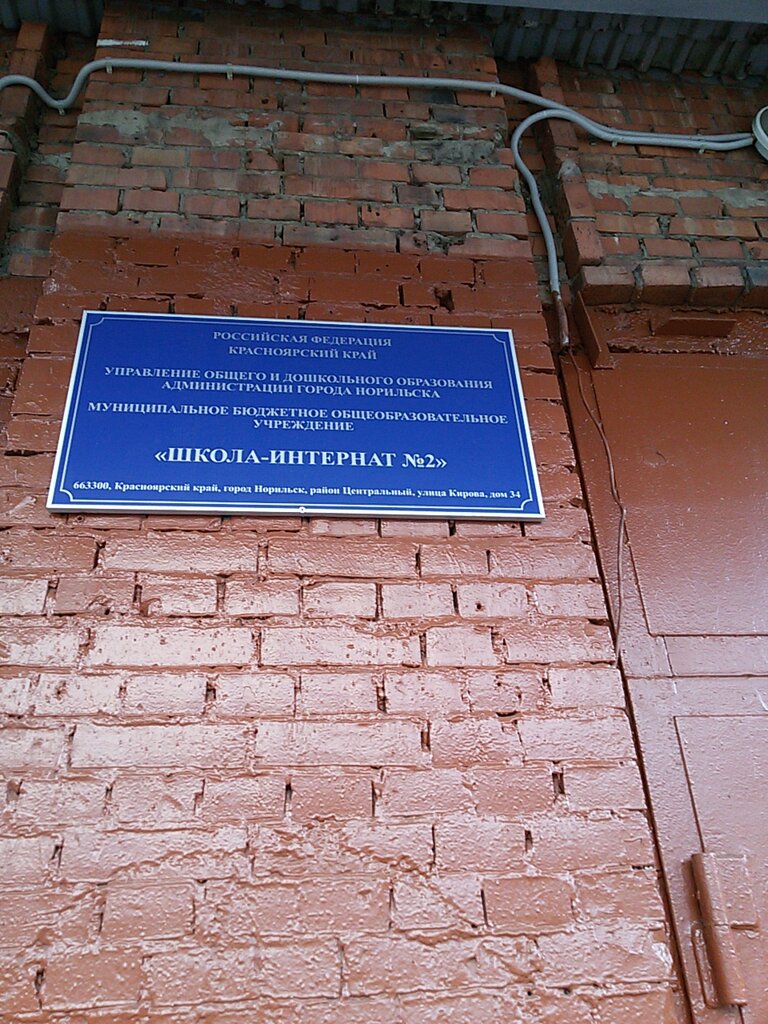 РОССИЙСКАЯ ФЕДЕРАЦИЯ
КРАСНОЯРСКИЙ КРАЙ
УПРАВЛЕНИЕ ОБЩЕГО И ДОШКОЛЬНОГО ОБРАЗОВАНИЯ
АДМИНИСТРАЦИИ ГОРОДА НОРИЛЬСКА
МУНИЦИПАЛЬНОЕ БЮДЖЕТНОЕ ОБЩЕОБРАЗОВАТЕЛЬНОЕ
УЧРЕЖДЕНИЕ
«ШКОЛА-ИНТЕРНАТ №2»
663300, Красноярский край, город Норильск, район Центральный, улица Кирова, дом 34